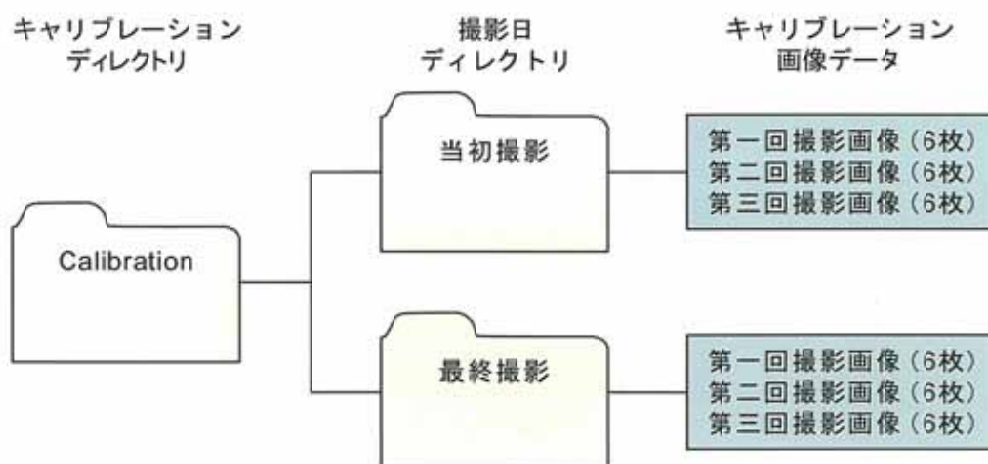 キャリブレーション
ディレクトリ
撮影日
ディレクトリ
キャリブレーション
画像データ
Calibration
当初撮影
第一回撮影画像（6枚）
第二回撮影画像（6枚）
第三回撮影画像（6枚）
最終撮影
第一回撮影画像（6枚）
第二回撮影画像（6枚）
第三回撮影画像（6枚）